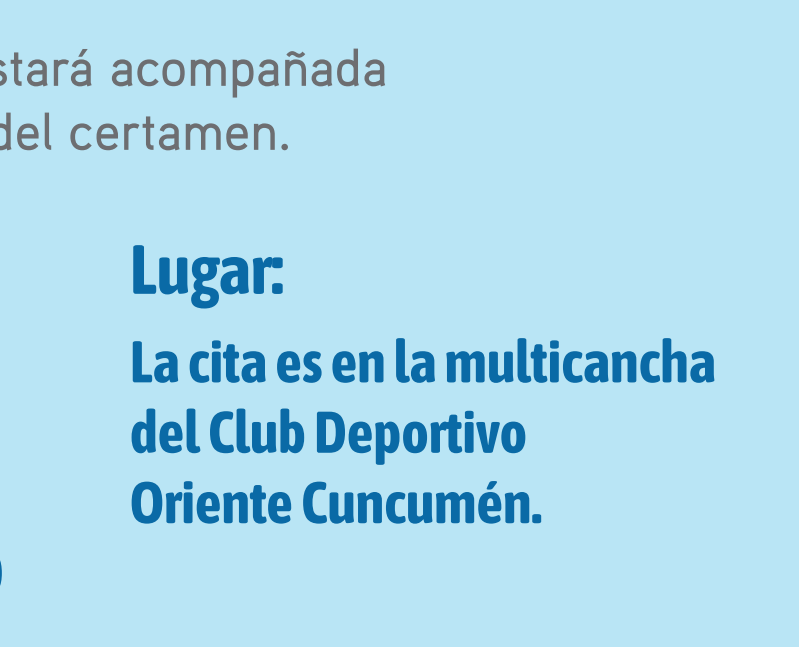 stará acompañada
del certamen.
Lugar:
La cita es en la multicancha
del Club Deportivo
Oriente Cuncumén.